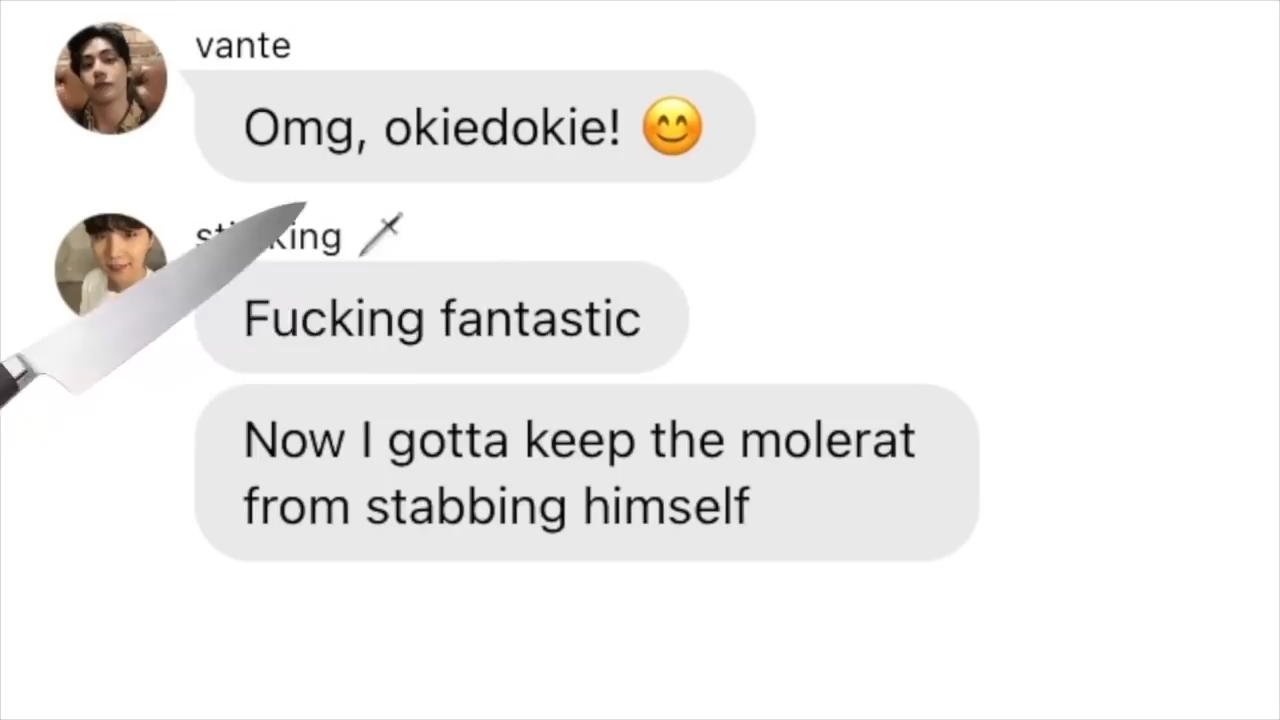 vante
Omg, okiedokie! 😊
Fucking fantastic
Now I gotta keep the molerat
from stabbing himself